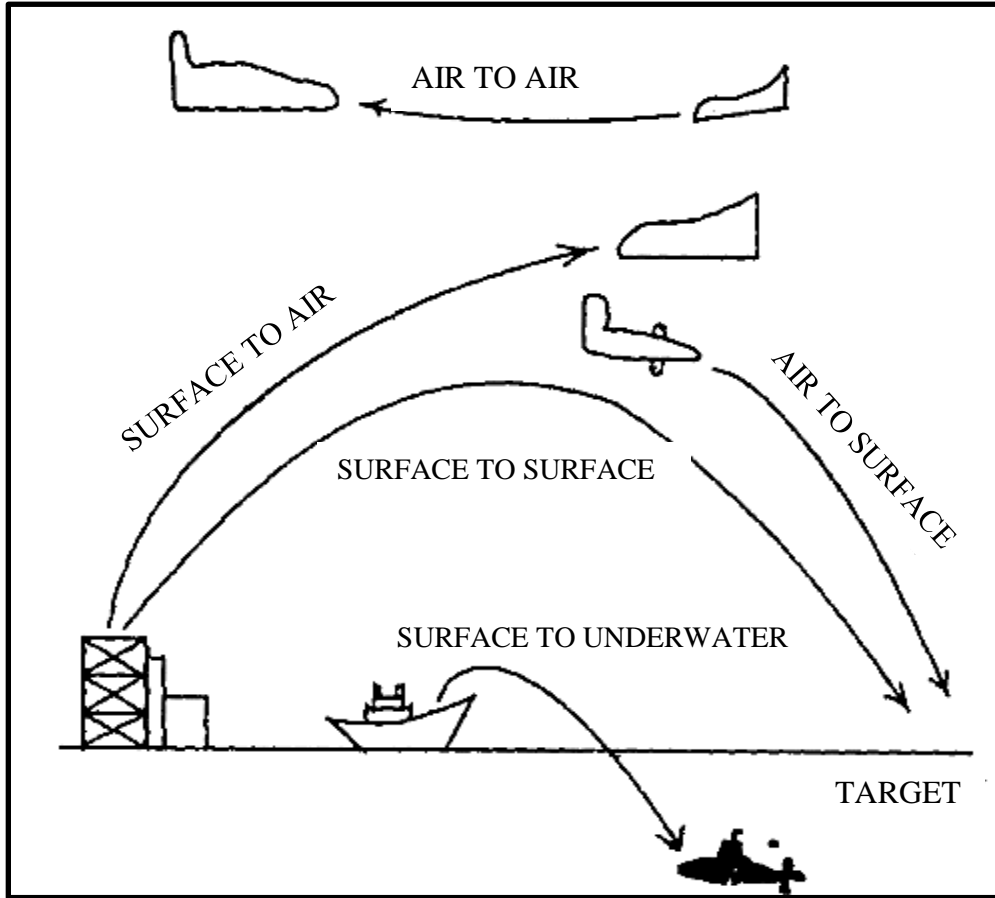 AIR TO AIR
SURFACE TO AIR
AIR TO SURFACE
SURFACE TO SURFACE
SURFACE TO UNDERWATER
TARGET